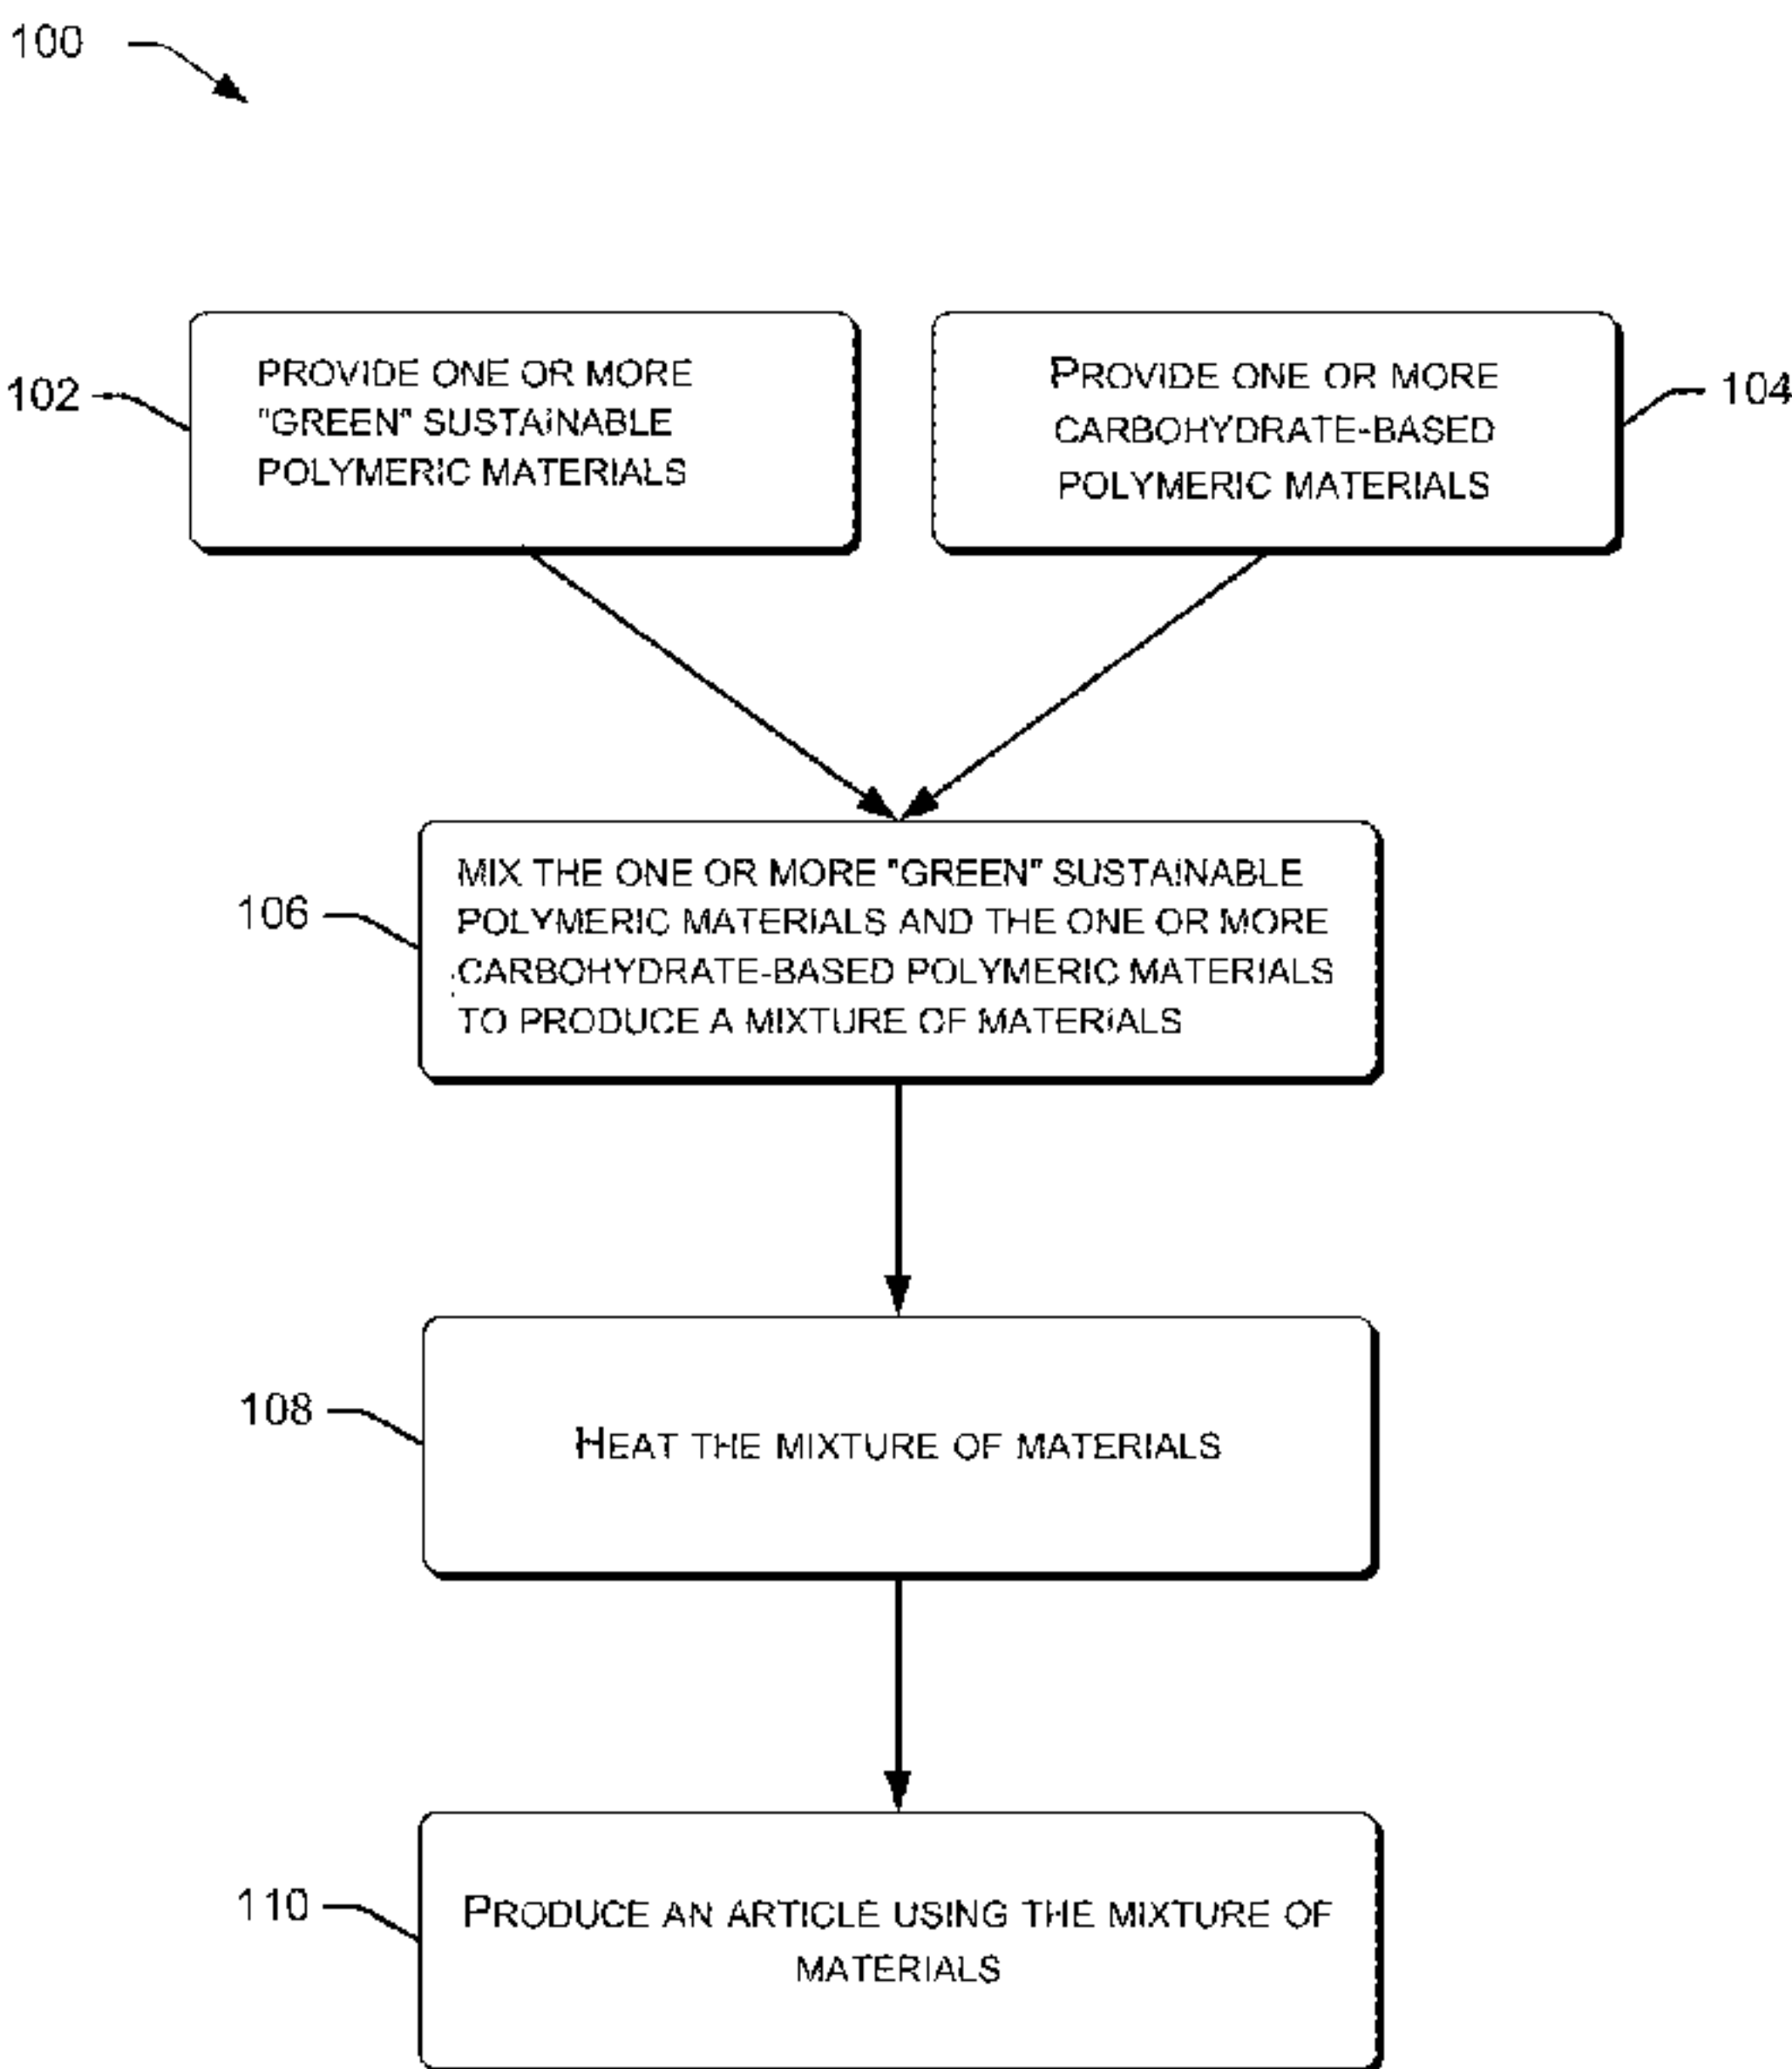 100
102
PROVIDE ONE OR MORE
"GREEN" SUSTAINABLE
POLYMERIC MATERIALS
PROVIDE ONE OR MORE
CARBOHYDRATE-BASED
POLYMERIC MATERIALS
104
106
MIX THE ONE OR MORE "GREEN" SUSTAINABLE
POLYMERIC MATERIALS AND THE ONE OR MORE
CARBOHYDRATE-BASED POLYMERIC MATERIALS
TO PRODUCE A MIXTURE OF MATERIALS
108
HEAT THE MIXTURE OF MATERIALS
110
PRODUCE AN ARTICLE USING THE MIXTURE OF
MATERIALS